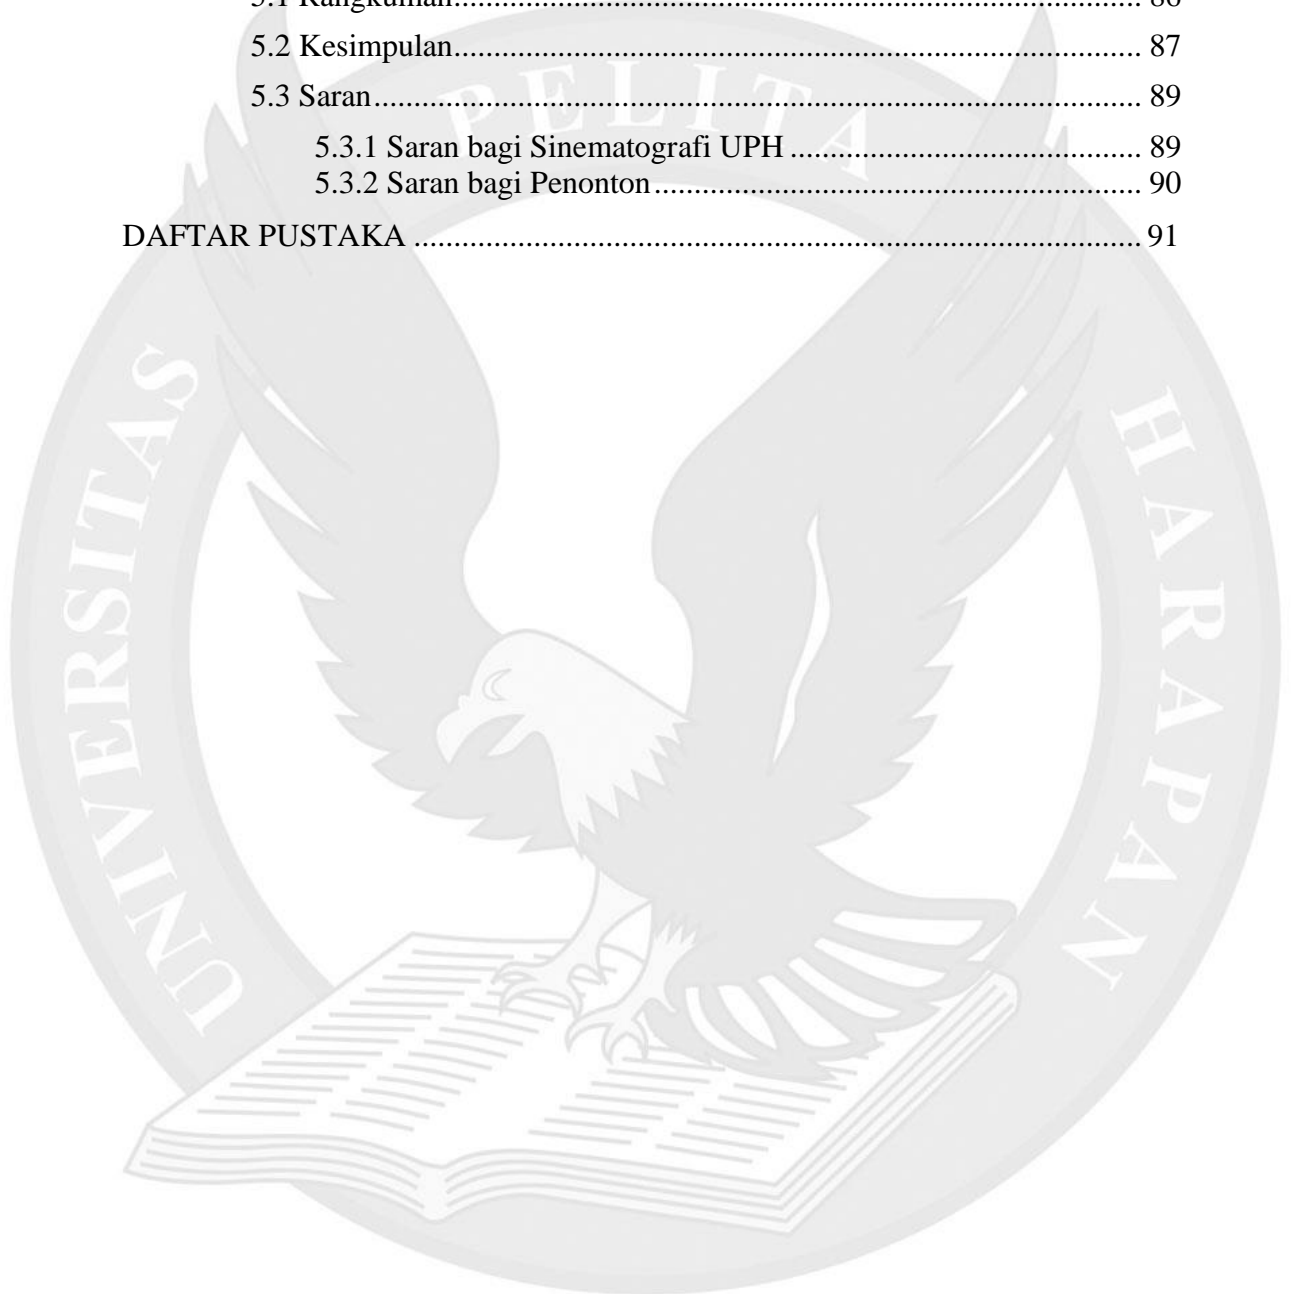 5.1 Rangkuman........................................................................................ 86
5.2 Kesimpulan........................................................................................ 87
5.3 Saran.................................................................................................. 89
5.3.1 Saran bagi Sinematografi UPH ............................................. 89
5.3.2 Saran bagi Penonton.............................................................. 90
DAFTAR PUSTAKA ............................................................................................ 91
UNIVERSITAS PELITA HARAPAN